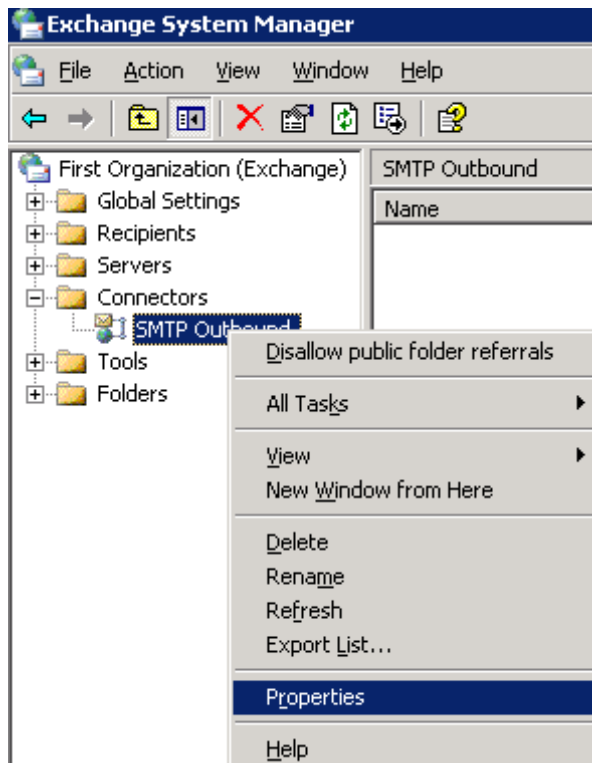 Exchange System Manager
File Action View Window Help
First Organization (Exchange)
Global Settings
Recipients
Servers
Connectors
SMTP Outbound
Tools
Folders
SMTP Outbound
Name
Disallow public folder referrals
All Tasks
View
New Window from Here
Delete
Rename
Refresh
Export List...
Properties
Help